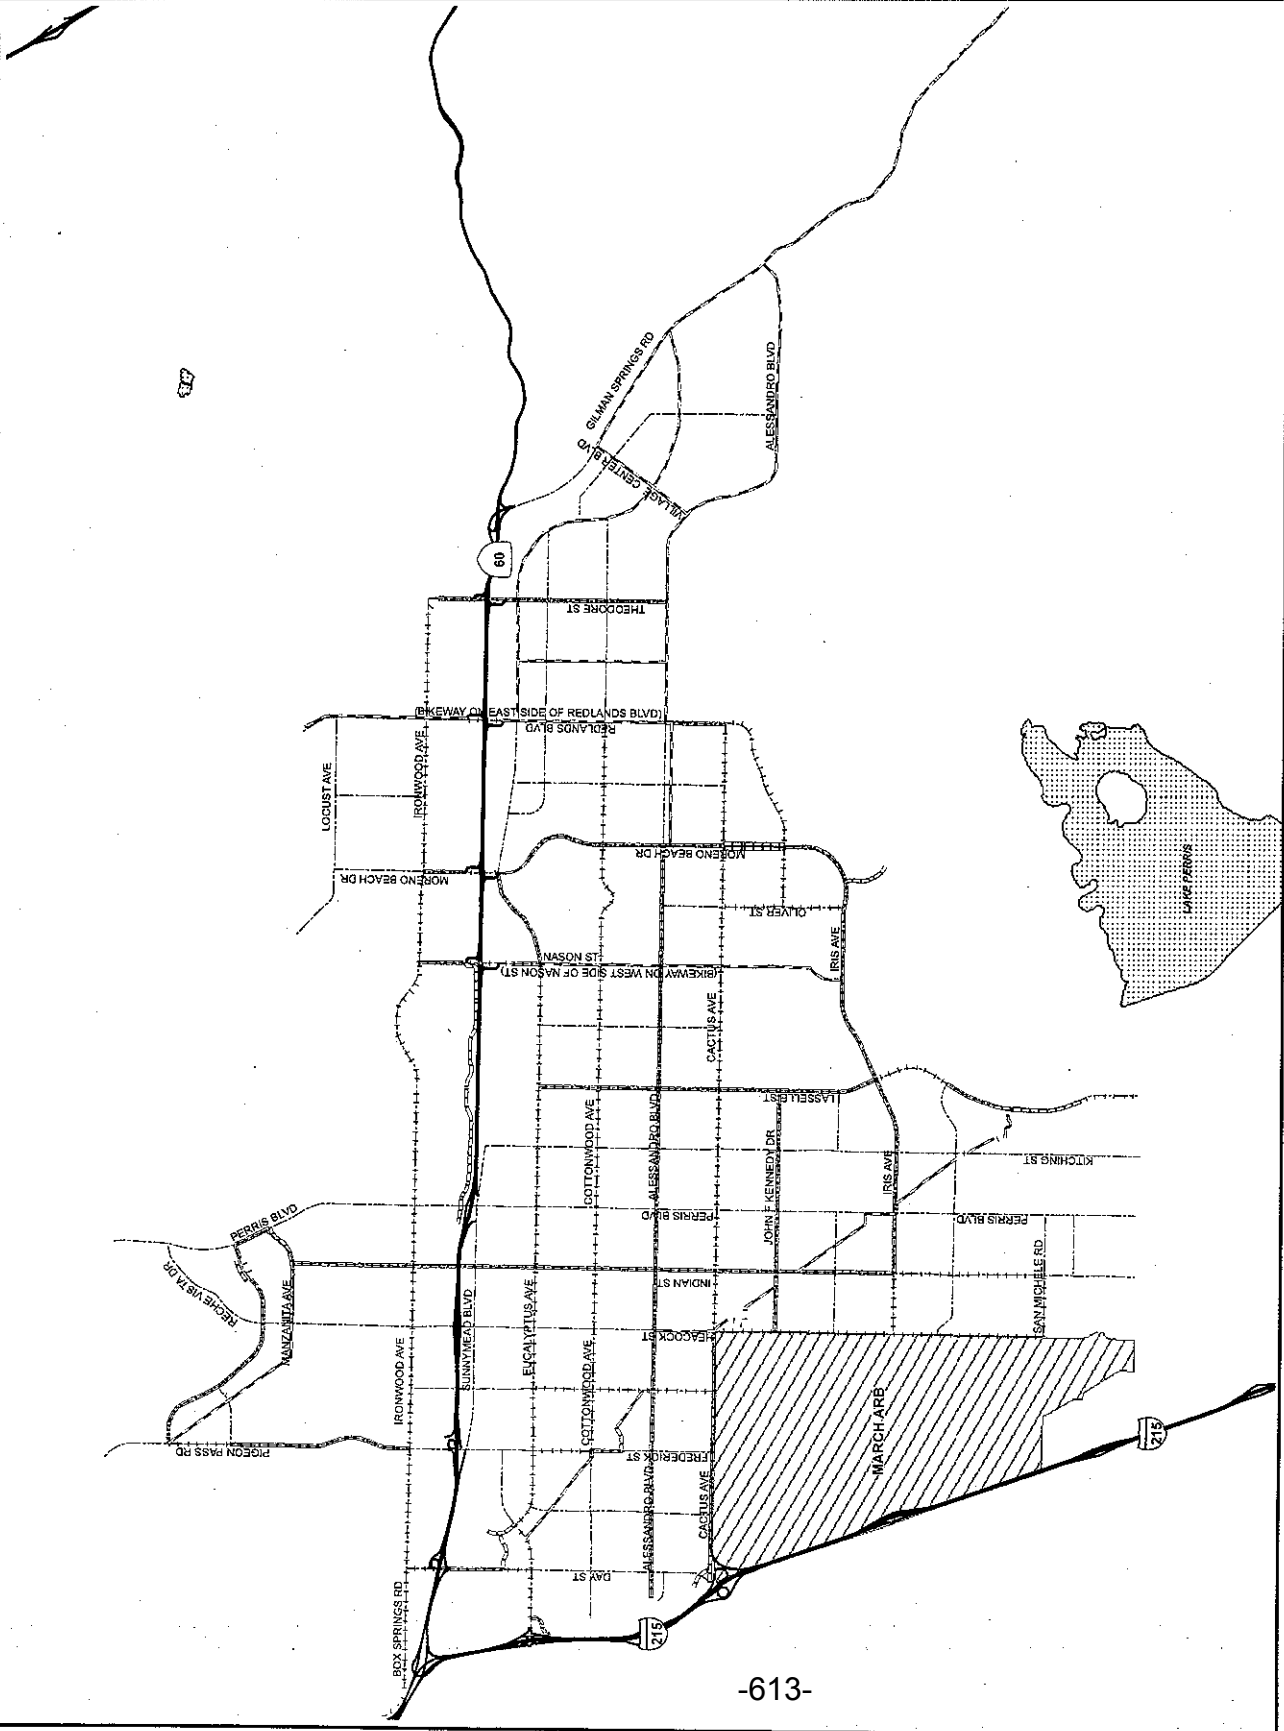 GILMAN SPRINGS RD
ALESSANDRO BLVD
VILLAGE CENTER BLVD
60
THEODORE ST
(BIKEWAY ON EAST SIDE OF REDLANDS BLVD)
REDLANDS BLVD
LOCUST AVE
IRONWOOD AVE
MORENO BEACH DR
MORENO BEACH DR
OLIVER ST
IRIS AVE
LAKE PERRIS
NASON ST
(BIKEWAY ON WEST SIDE OF NASON ST)
CACTUS AVE
LASSELLE ST
COTTONWOOD AVE
ALESSANDRO BLVD
JOHN F KENNEDY DR
IRIS AVE
KITCHING ST
PERRIS BLVD
PERRIS BLVD
PERRIS BLVD
RECHE VISTA DR
MANZANITA AVE
INDIAN ST
SAN MICHELE RD
SUNNYMEAD BLVD
EUCALYPTUS AVE
HEACOCK ST
IRONWOOD AVE
COTTONWOOD AVE
PIGEON PASS RD
FREDERICK ST
MARCH ARB
ALESSANDRO BLVD
CACTUS AVE
215
DAY ST
BOX SPRINGS RD
215
-613-